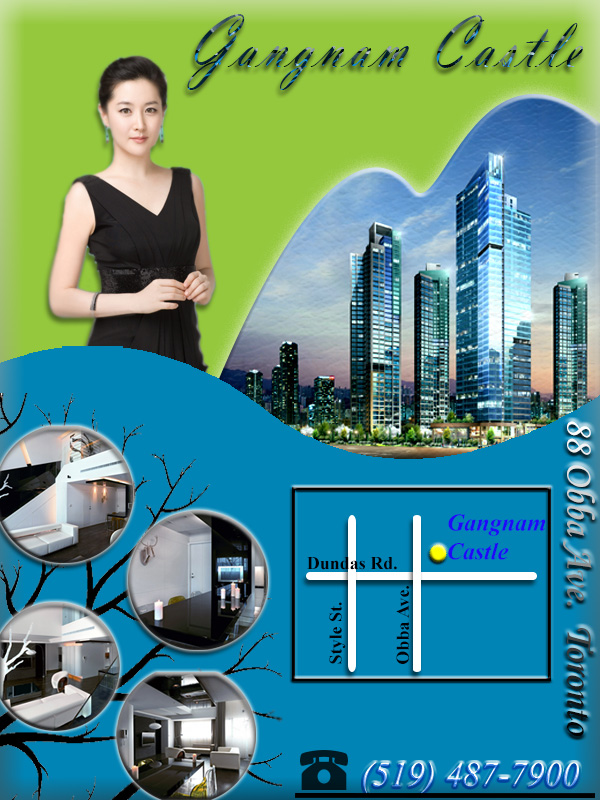 Gangnam Castle
88 Obba Ave. Toronto
Gangnam
Castle
Dundas Rd.
Style St.
Obba Ave.
(519) 487-7900